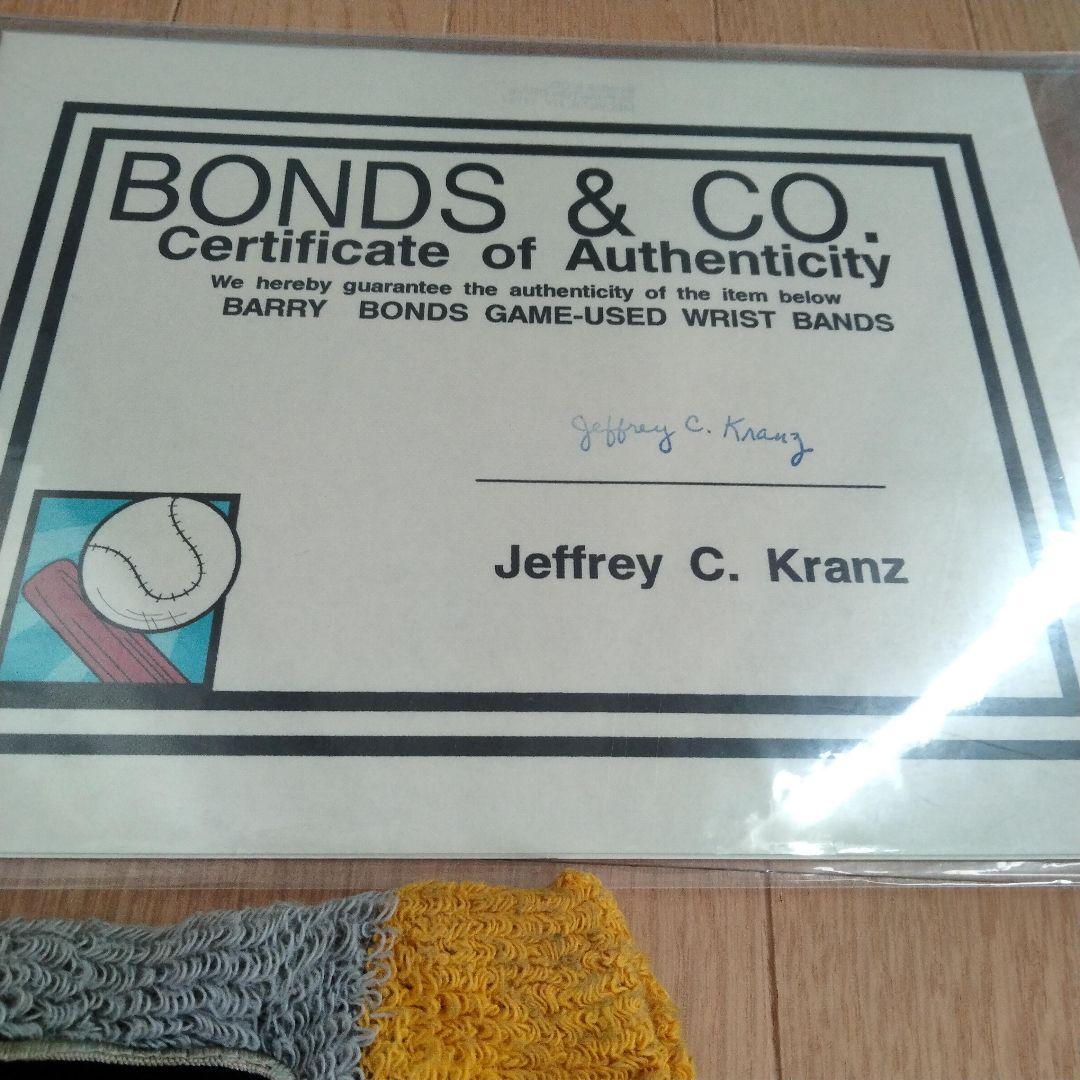 BONDS & CO.
Certificate of Authenticity
We hereby guarantee the authenticity of the item below
BARRY BONDS GAME-USED WRIST BANDS
Jeffrey C. Kranz
Jeffrey C. Kranz